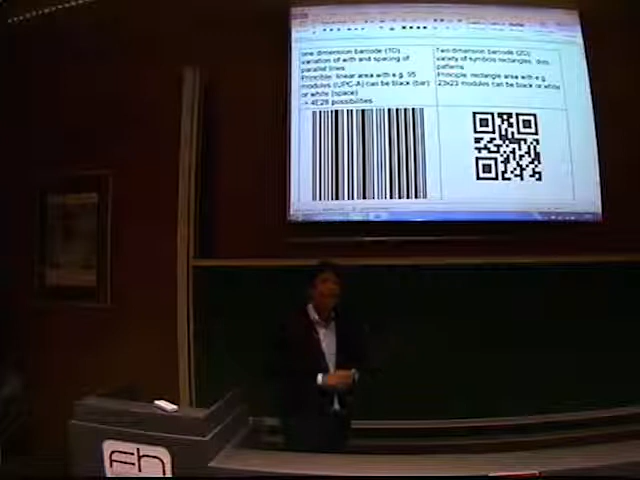 one dimension barcode (1D)
variation of with and spacing of
parallel lines
Principle: linear area with e.g. 95
modules (UPC-A) can be black (bar)
or white (space)
= 4E28 possibilities
Two dimension barcode (2D)
variety of symbols rectangles, dots,
patterns
Principle: rectangle area with e.g.
23x23 modules can be black or white
Fh